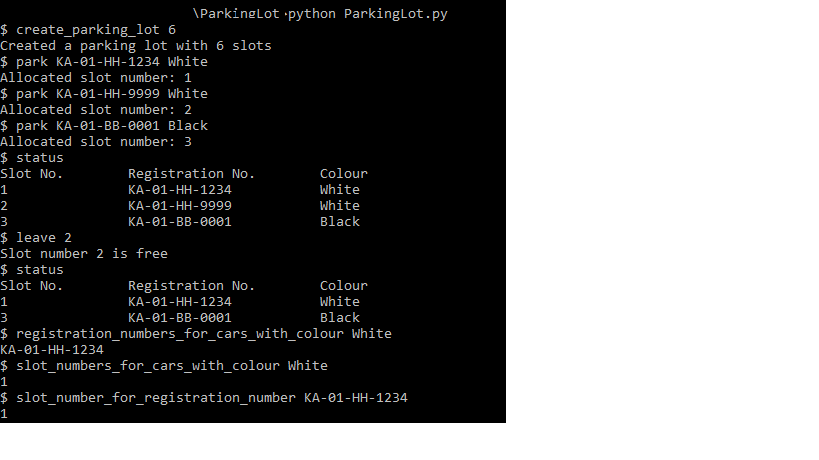 \ParkingLot>python ParkingLot.py
$ create_parking_lot 6
Created a parking lot with 6 slots
$ park KA-01-HH-1234 White
Allocated slot number: 1
$ park KA-01-HH-9999 White
Allocated slot number: 2
$ park KA-01-BB-0001 Black
Allocated slot number: 3
$ status
Slot No.        Registration No.        Colour
1               KA-01-HH-1234           White
2               KA-01-HH-9999           White
3               KA-01-BB-0001           Black
$ leave 2
Slot number 2 is free
$ status
Slot No.        Registration No.        Colour
1               KA-01-HH-1234           White
3               KA-01-BB-0001           Black
$ registration_numbers_for_cars_with_colour White
KA-01-HH-1234
$ slot_numbers_for_cars_with_colour White
1
$ slot_number_for_registration_number KA-01-HH-1234
1